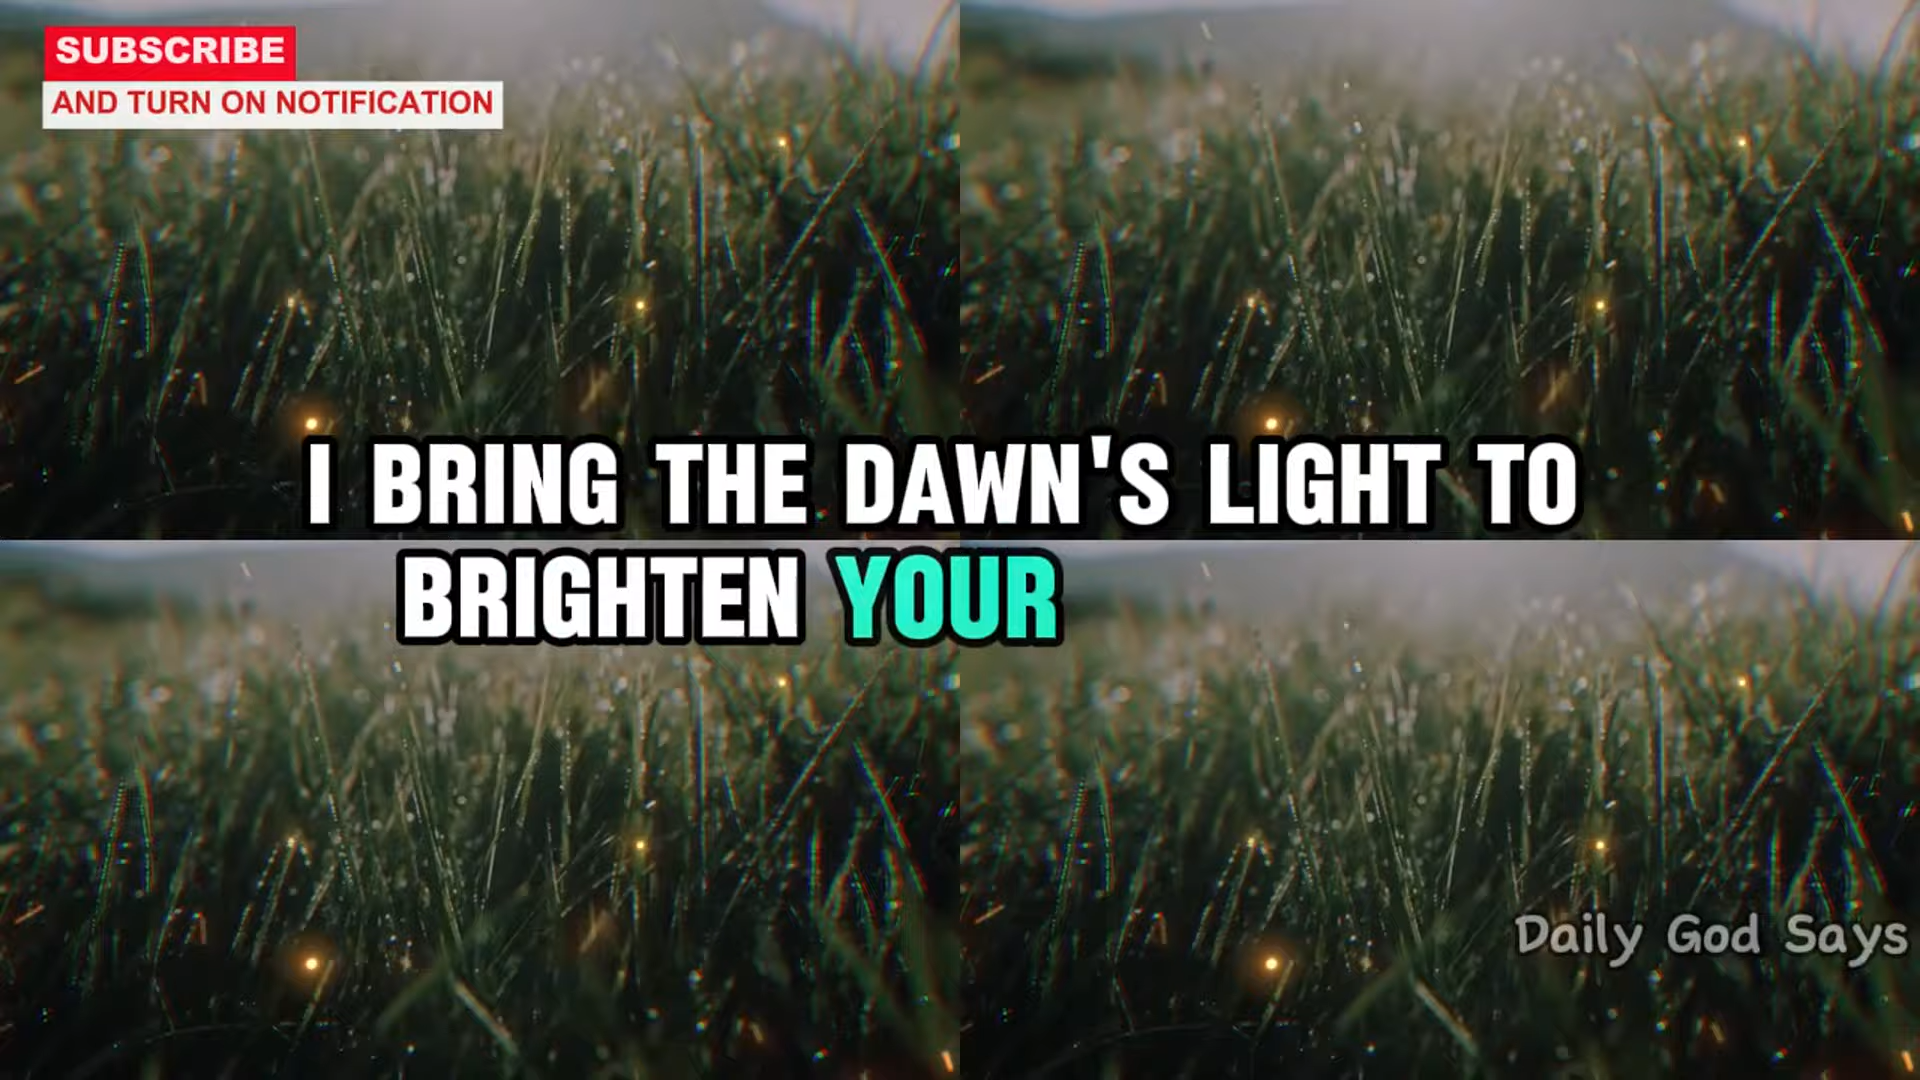 SUBSCRIBE
AND TURN ON NOTIFICATION
I BRING THE DAWN'S LIGHT TO
BRIGHTEN YOUR
Daily God Says